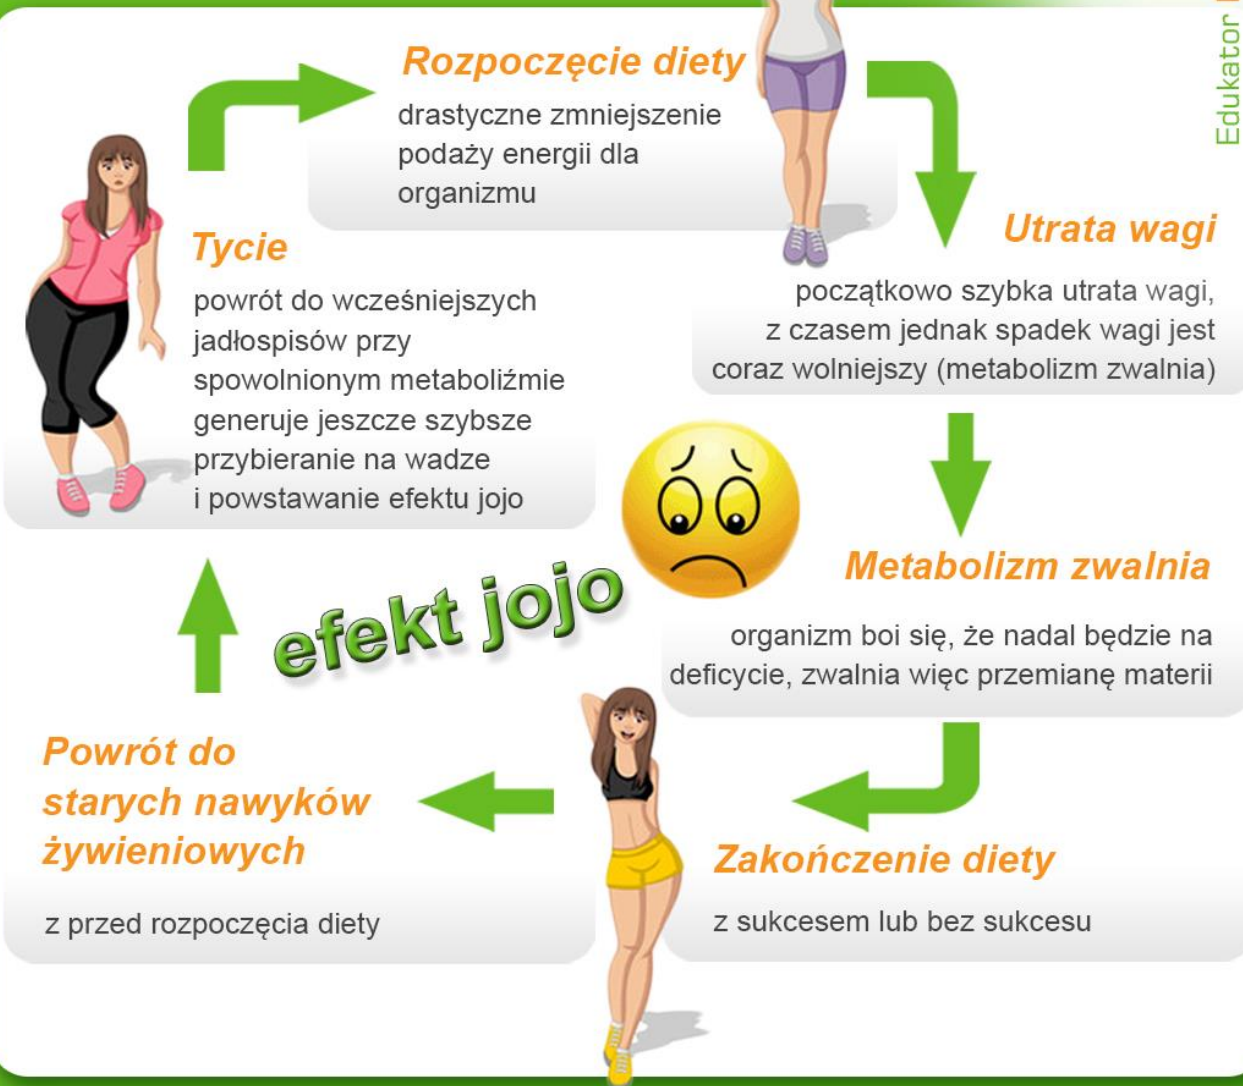 Rozpoczęcie diety
drastyczne zmniejszenie
podaży energii dla
organizmu
Edukator
Utrata wagi
początkowo szybka utrata wagi,
z czasem jednak spadek wagi jest
coraz wolniejszy (metabolizm zwalnia)
Metabolizm zwalnia
organizm boi się, że nadal będzie na
deficycie, zwalnia więc przemianę materii
Zakończenie diety
z sukcesem lub bez sukcesu
Powrót do
starych nawyków
żywieniowych
z przed rozpoczęcia diety
Tycie
powrót do wcześniejszych
jadłospisów przy
spowolnionym metaboliźmie
generuje jeszcze szybsze
przybieranie na wadze
i powstawanie efektu jojo
efekt jojo